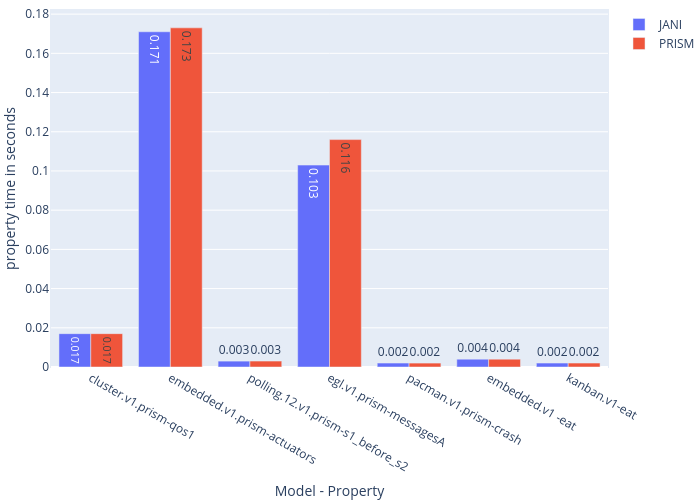 JANI
PRISM
property time in seconds
0.18
0.16
0.14
0.12
0.1
0.08
0.06
0.04
0.02
0
0.017
0.017
0.171
0.173
0.003
0.003
0.103
0.116
0.002
0.002
0.004
0.004
0.002
0.002
cluster.v1.prism-qos1
embedded.v1.prism-actuators
polling.12.v1.prism-s1_before_s2
egl.v1.prism-messagesA
pacman.v1.prism-crash
embedded.v1 -eat
kanban.v1-eat
Model - Property